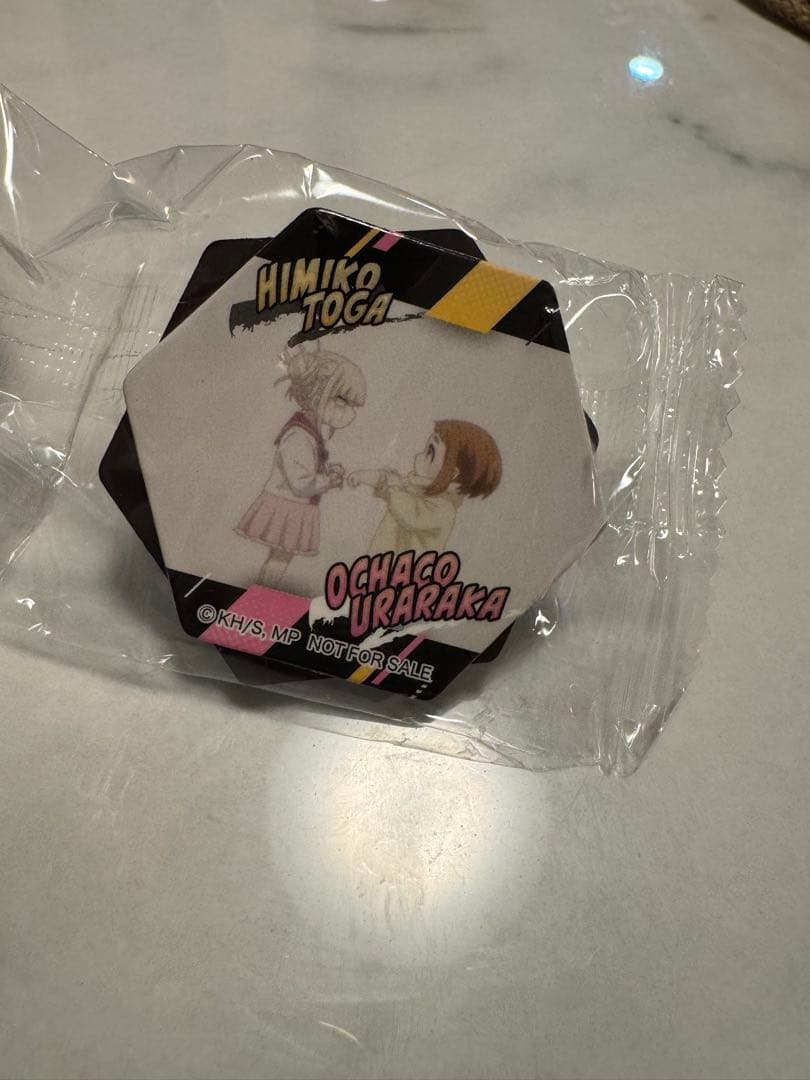 HIMIKO
TOGA
OCHACO
URARAKA
©KH/S, MP NOT FOR SALE